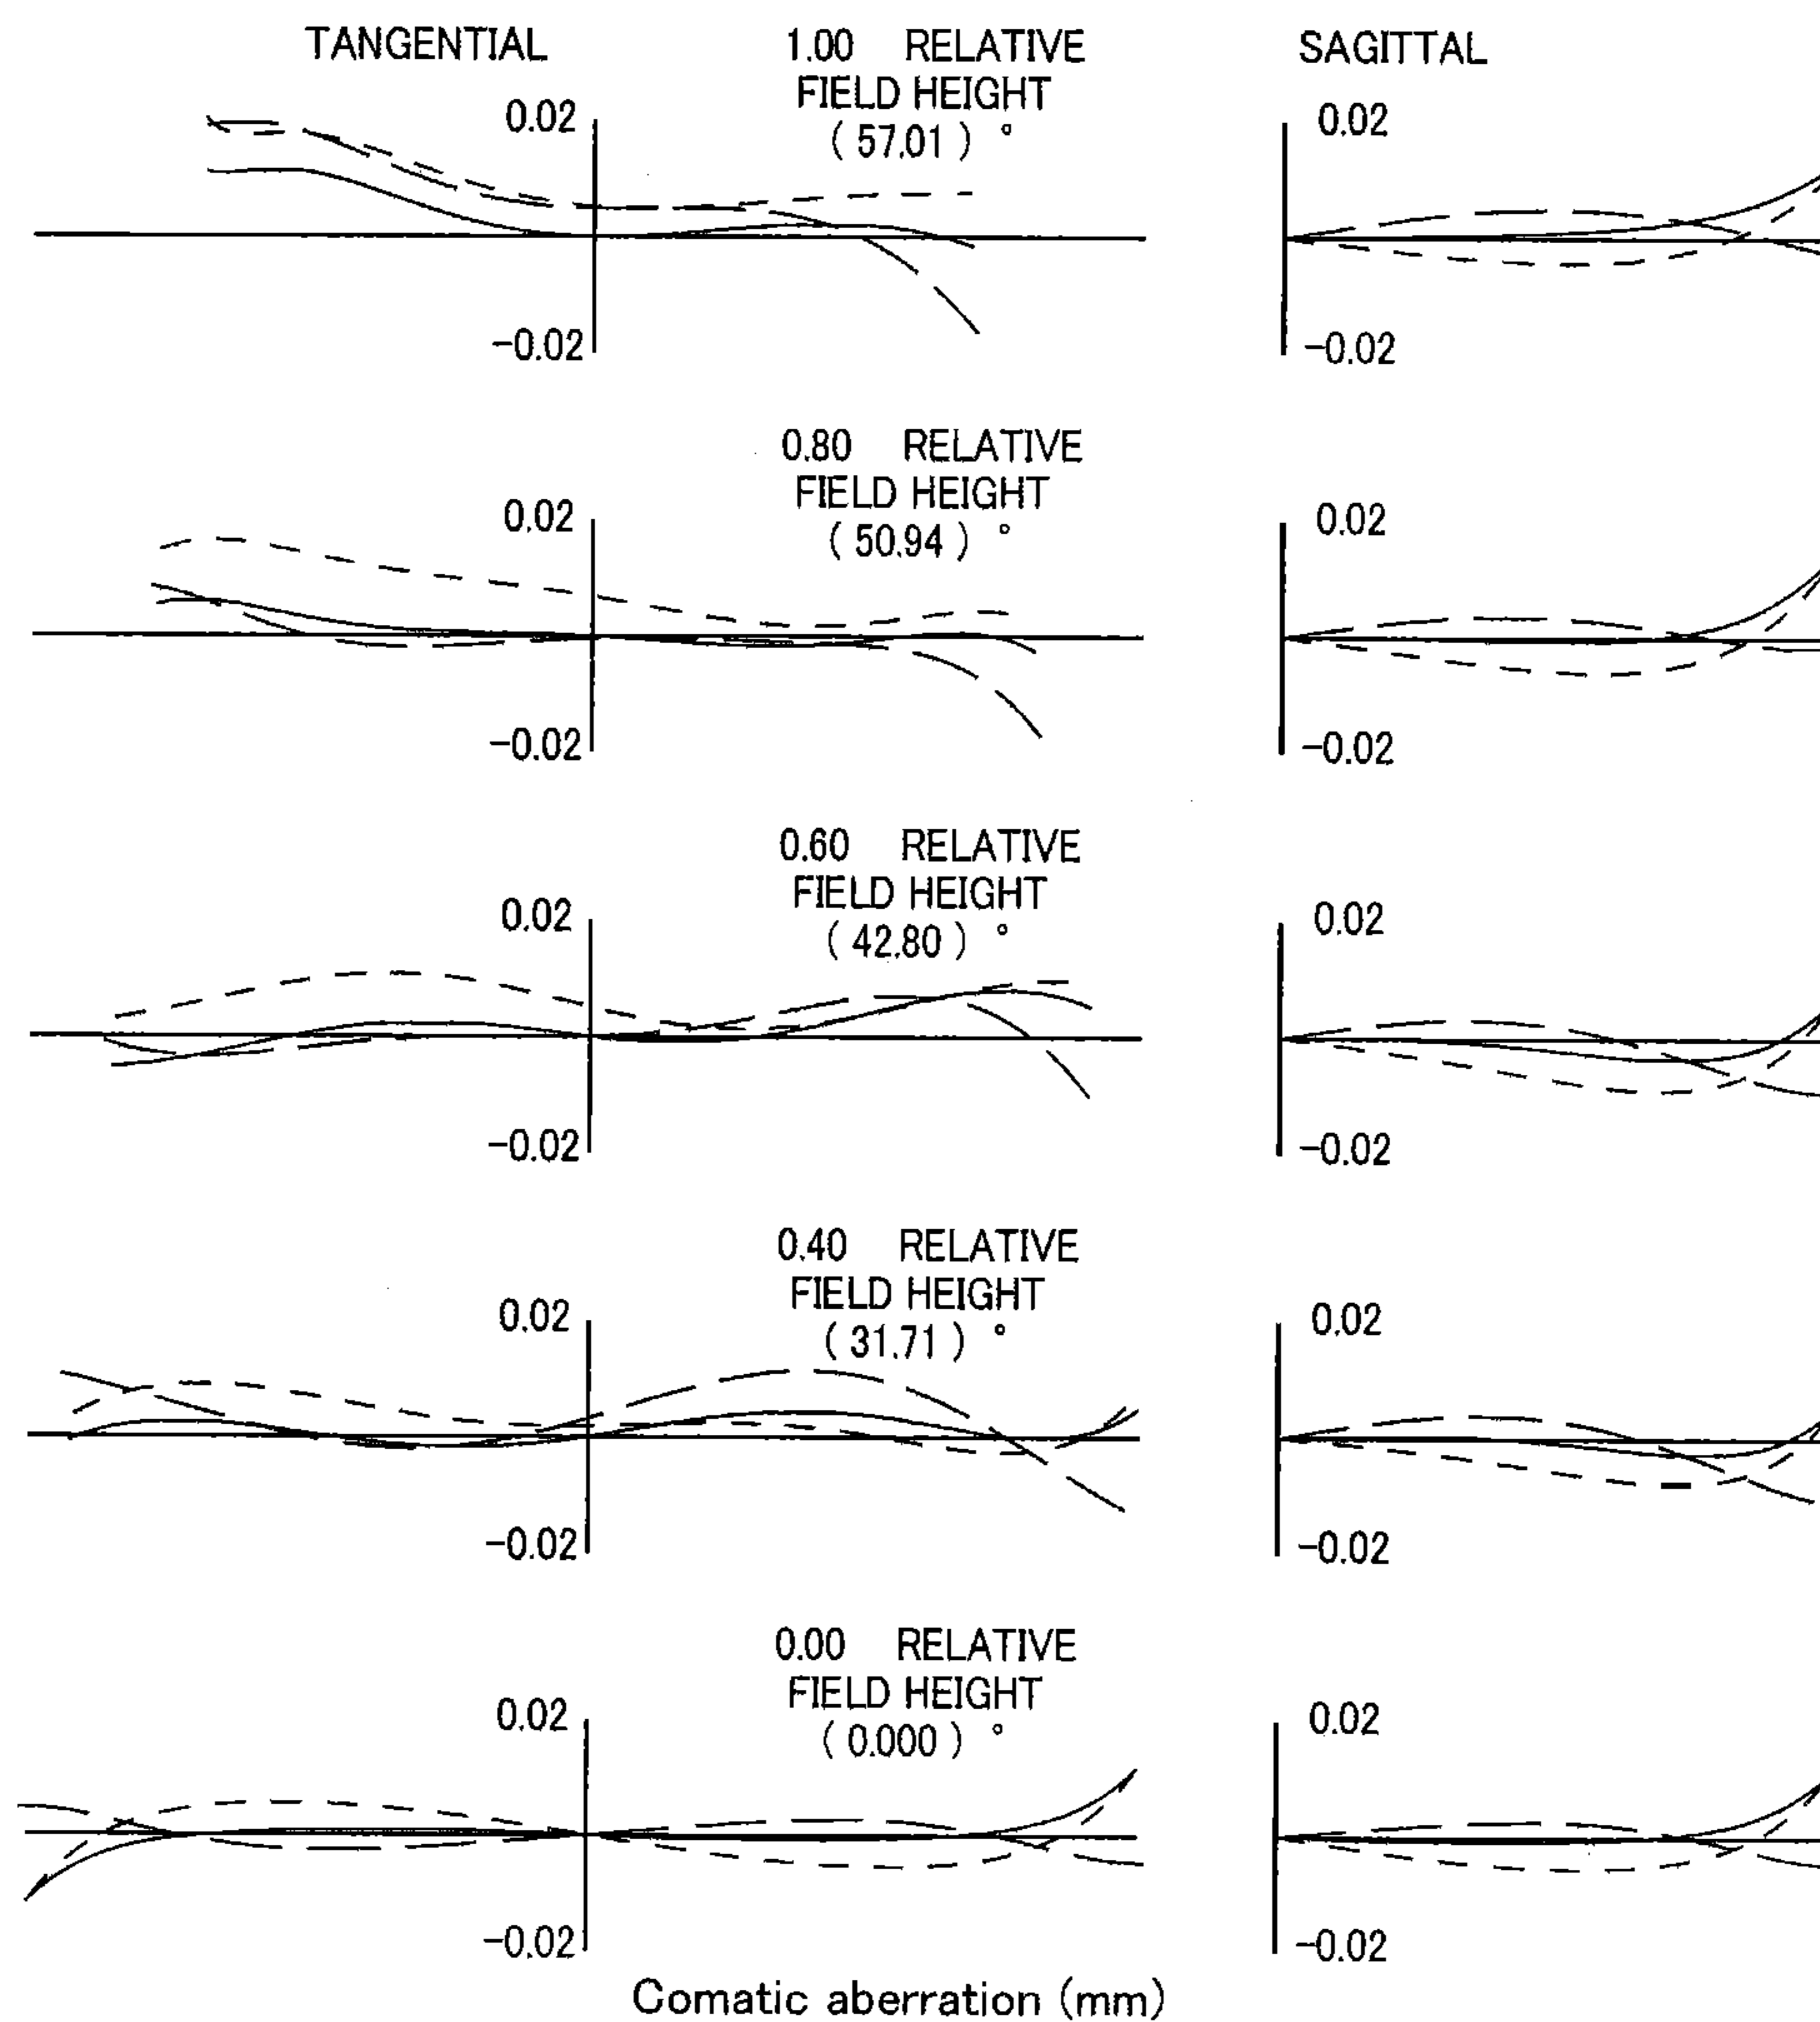 TANGENTIAL
1.00 RELATIVE
FIELD HEIGHT
( 57.01 ) °
SAGITTAL
0.02
-0.02
0.02
-0.02
0.80 RELATIVE
FIELD HEIGHT
( 50.94 ) °
0.02
-0.02
0.02
-0.02
0.60 RELATIVE
FIELD HEIGHT
( 42.80 ) °
0.02
-0.02
0.02
-0.02
0.40 RELATIVE
FIELD HEIGHT
( 31.71 ) °
0.02
-0.02
0.02
-0.02
0.00 RELATIVE
FIELD HEIGHT
( 0.000 ) °
0.02
-0.02
0.02
-0.02
Comatic aberration (mm)